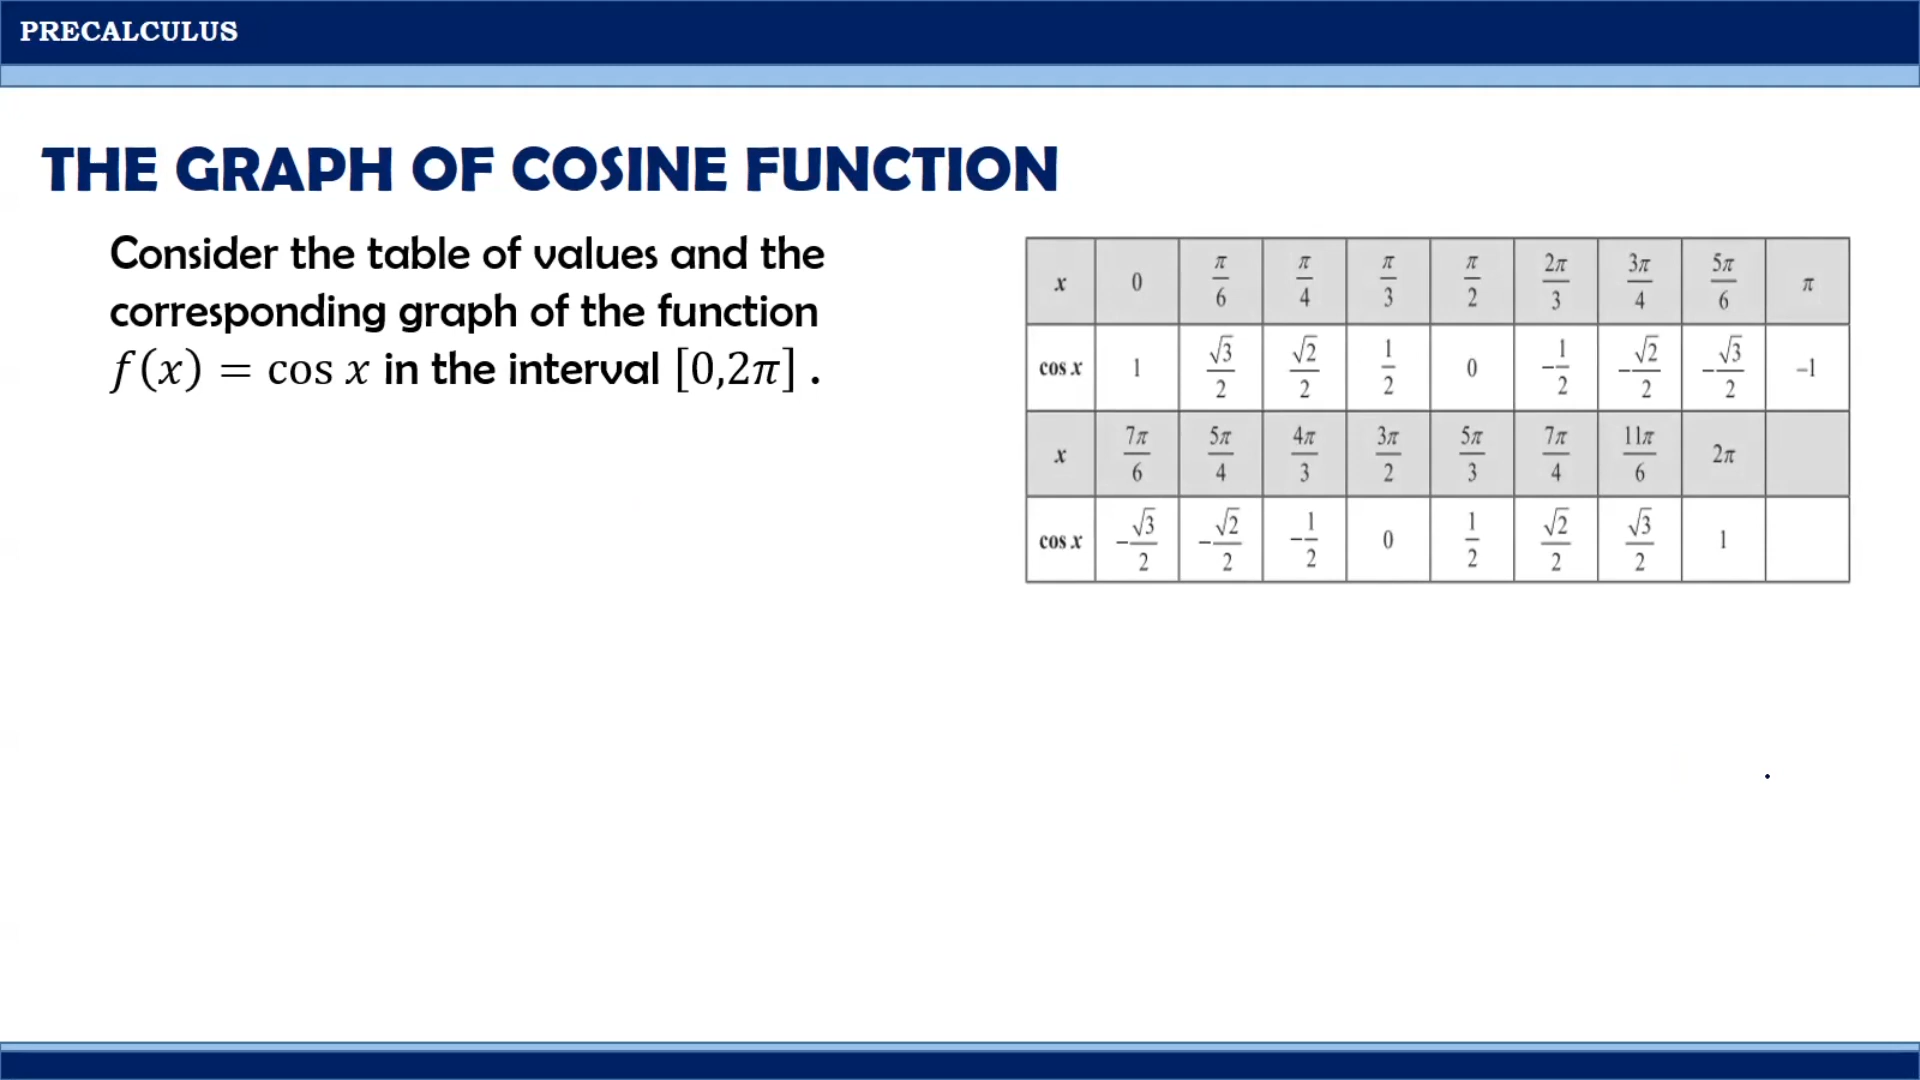 PRECALCULUS
THE GRAPH OF COSINE FUNCTION
Consider the table of values and the
corresponding graph of the function
f(x) = cos x in the interval [0,2π] .
x 0 π/6 π/4 π/3 π/2 2π/3 3π/4 5π/6 π
cos x 1 √3/2 √2/2 1/2 0 −1/2 −√2/2 −√3/2 −1
x 7π/6 5π/4 4π/3 3π/2 5π/3 7π/4 11π/6 2π
cos x −√3/2 −√2/2 −1/2 0 1/2 √2/2 √3/2 1